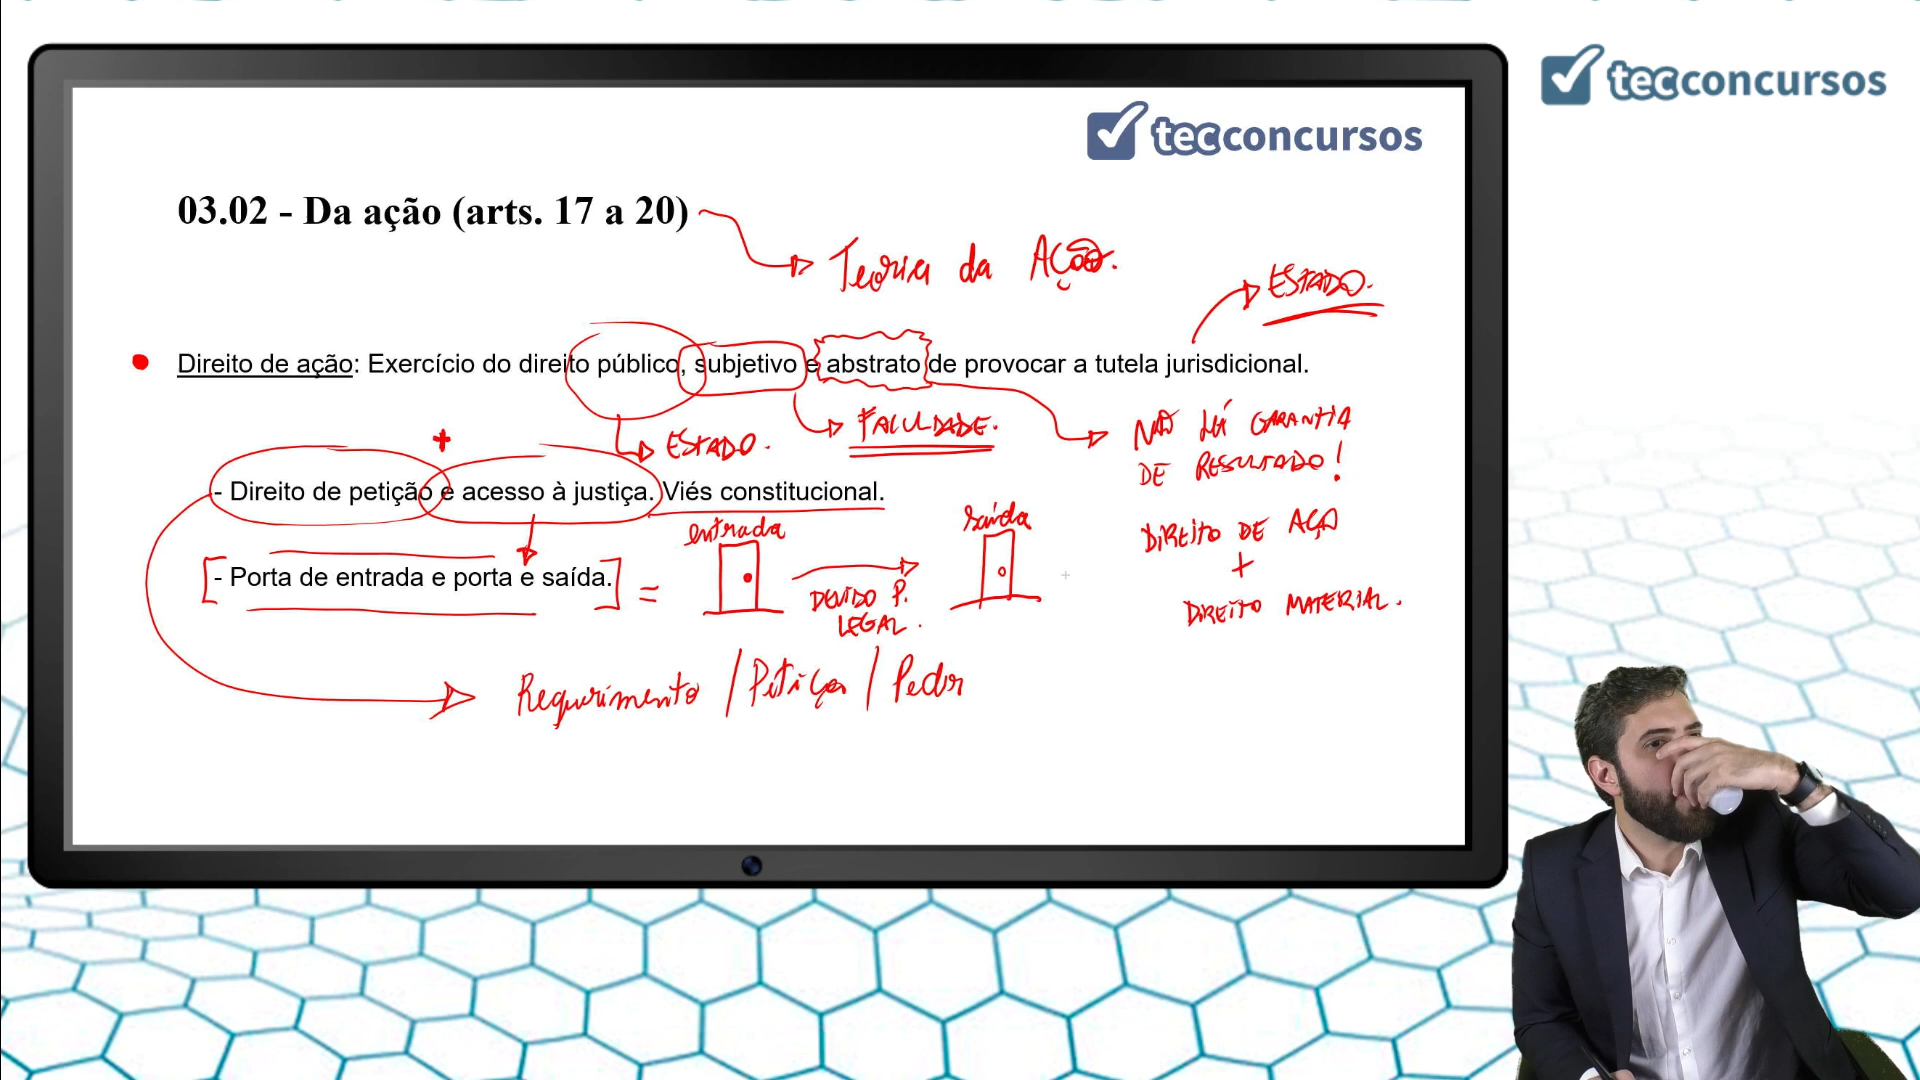 tecconcursos
tecconcursos
03.02 - Da ação (arts. 17 a 20)
Teoria da Ação.
ESTADO.
Direito de ação: Exercício do direito público, subjetivo e abstrato de provocar a tutela jurisdicional.
ESTADO.
FACULDADE.
NÃO HÁ GARANTIA
DE RESULTADO!
+
- Direito de petição e acesso à justiça. Viés constitucional.
entrada
saída
DIREITO DE AÇÃO
+
DIREITO MATERIAL.
- Porta de entrada e porta e saída.
=
DEVIDO P.
LEGAL.
Requerimento / Petição / Pedir